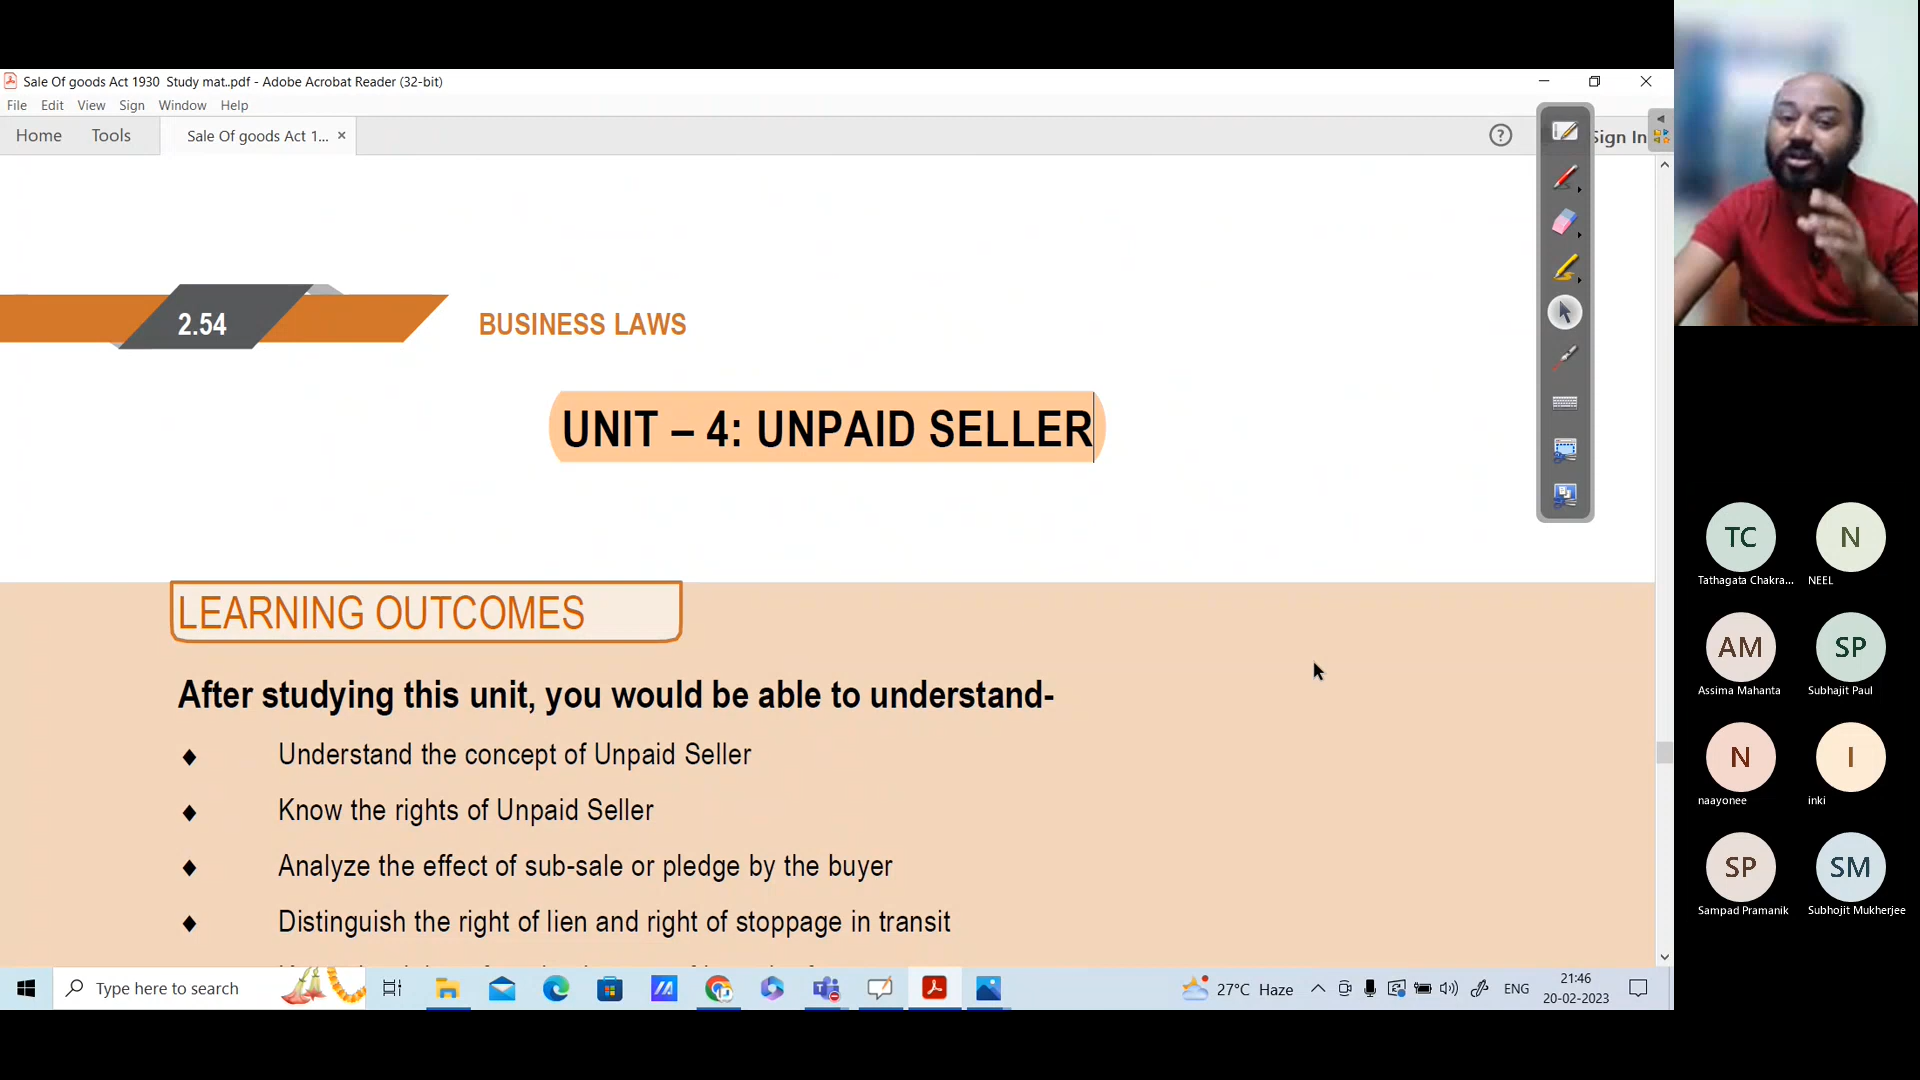 Sale Of goods Act 1930 Study mat..pdf - Adobe Acrobat Reader (32-bit)
File Edit View Sign Window Help
Home Tools Sale Of goods Act 1... × Sign In
2.54 BUSINESS LAWS
UNIT – 4: UNPAID SELLER
LEARNING OUTCOMES
After studying this unit, you would be able to understand-
Understand the concept of Unpaid Seller
Know the rights of Unpaid Seller
Analyze the effect of sub-sale or pledge by the buyer
Distinguish the right of lien and right of stoppage in transit
TC N
Tathagata Chakra... NEEL
AM SP
Assima Mahanta Subhajit Paul
N I
naayonee inki
SP SM
Sampad Pramanik Subhojit Mukherjee
Type here to search
27°C Haze
ENG
21:46
20-02-2023